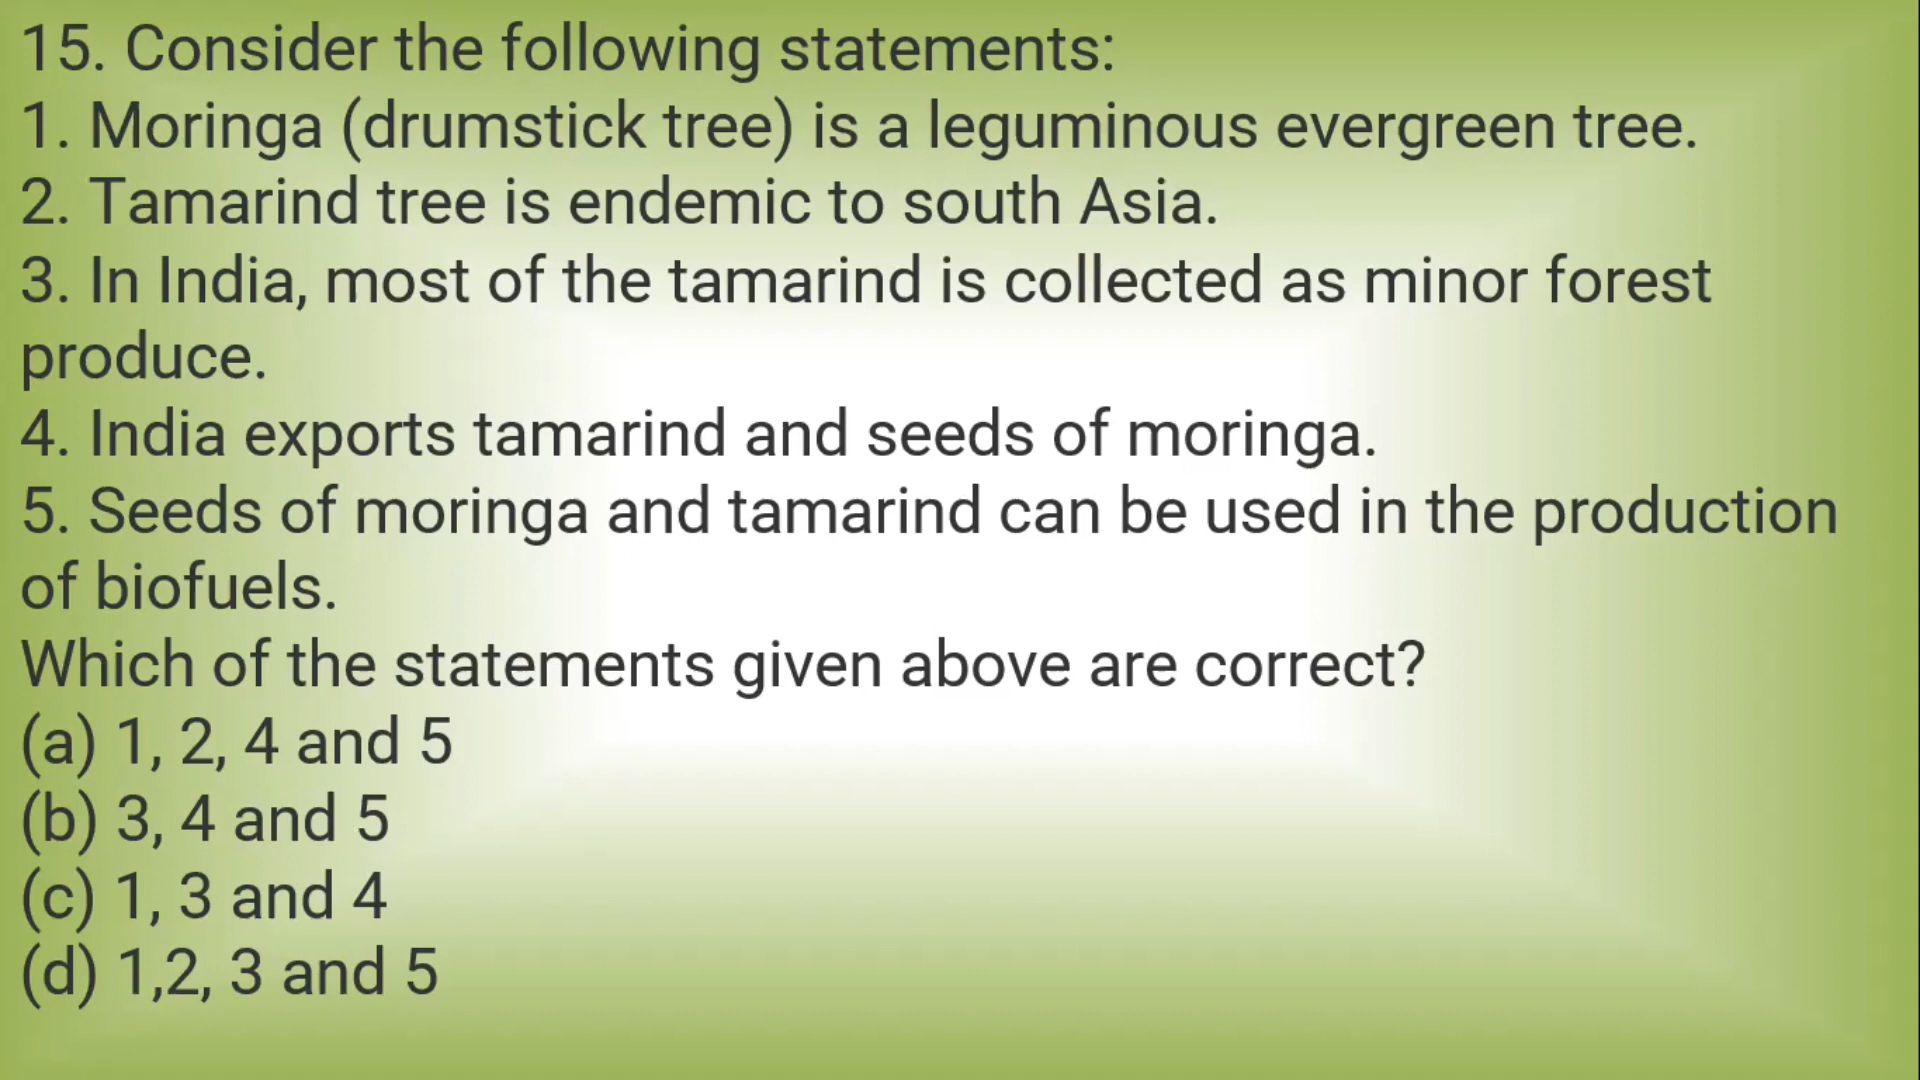 15. Consider the following statements:
1. Moringa (drumstick tree) is a leguminous evergreen tree.
2. Tamarind tree is endemic to south Asia.
3. In India, most of the tamarind is collected as minor forest
produce.
4. India exports tamarind and seeds of moringa.
5. Seeds of moringa and tamarind can be used in the production
of biofuels.
Which of the statements given above are correct?
(a) 1, 2, 4 and 5
(b) 3, 4 and 5
(c) 1, 3 and 4
(d) 1,2, 3 and 5